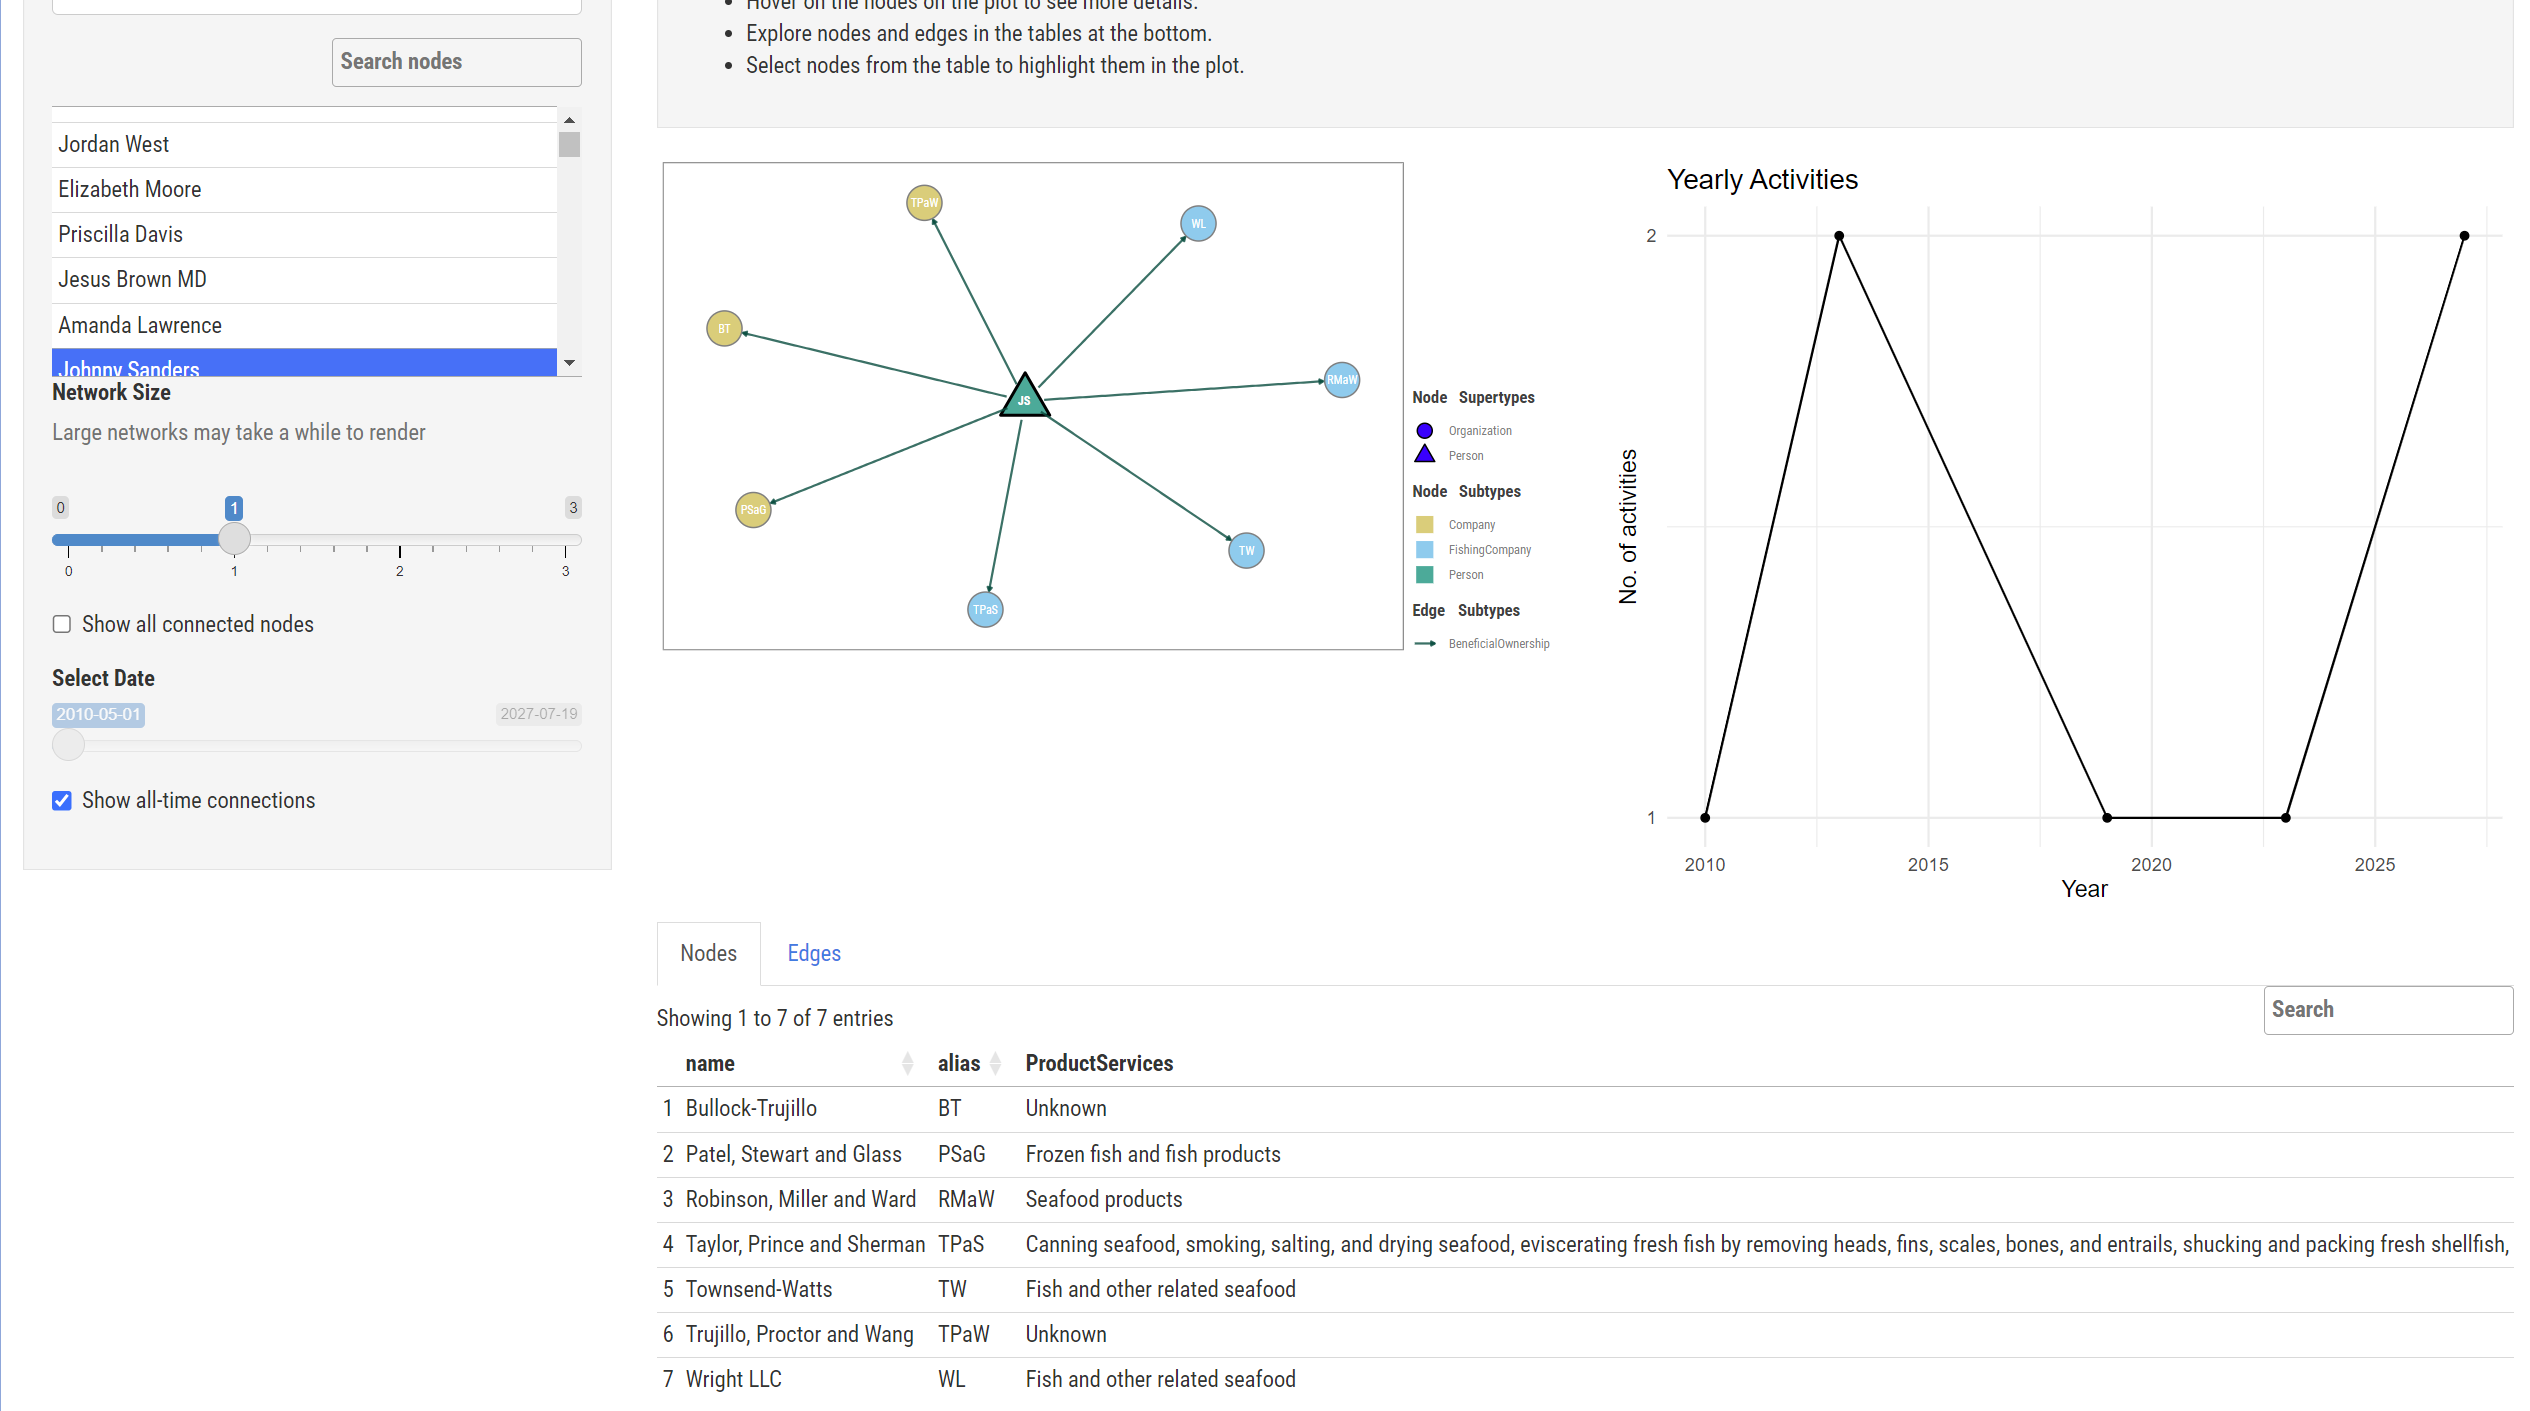 Hover on the nodes on the plot to see more details.
Explore nodes and edges in the tables at the bottom.
Select nodes from the table to highlight them in the plot.
Search nodes
Jordan West
Elizabeth Moore
Priscilla Davis
Jesus Brown MD
Amanda Lawrence
Johnny Sanders
Network Size
Large networks may take a while to render
0 1 3
0 1 2 3
Show all connected nodes
Select Date
2010-05-01 2027-07-19
Show all-time connections
TPaW
WL
BT
RMaW
JS
PSaG
TW
TPaS
Node Supertypes
Organization
Person
Node Subtypes
Company
FishingCompany
Person
Edge Subtypes
BeneficialOwnership
Yearly Activities
2
No. of activities
1
2010 2015 2020 2025
Year
Nodes Edges
Showing 1 to 7 of 7 entries
Search
name alias ProductServices
1 Bullock-Trujillo BT Unknown
2 Patel, Stewart and Glass PSaG Frozen fish and fish products
3 Robinson, Miller and Ward RMaW Seafood products
4 Taylor, Prince and Sherman TPaS Canning seafood, smoking, salting, and drying seafood, eviscerating fresh fish by removing heads, fins, scales, bones, and entrails, shucking and packing fresh shellfish,
5 Townsend-Watts TW Fish and other related seafood
6 Trujillo, Proctor and Wang TPaW Unknown
7 Wright LLC WL Fish and other related seafood